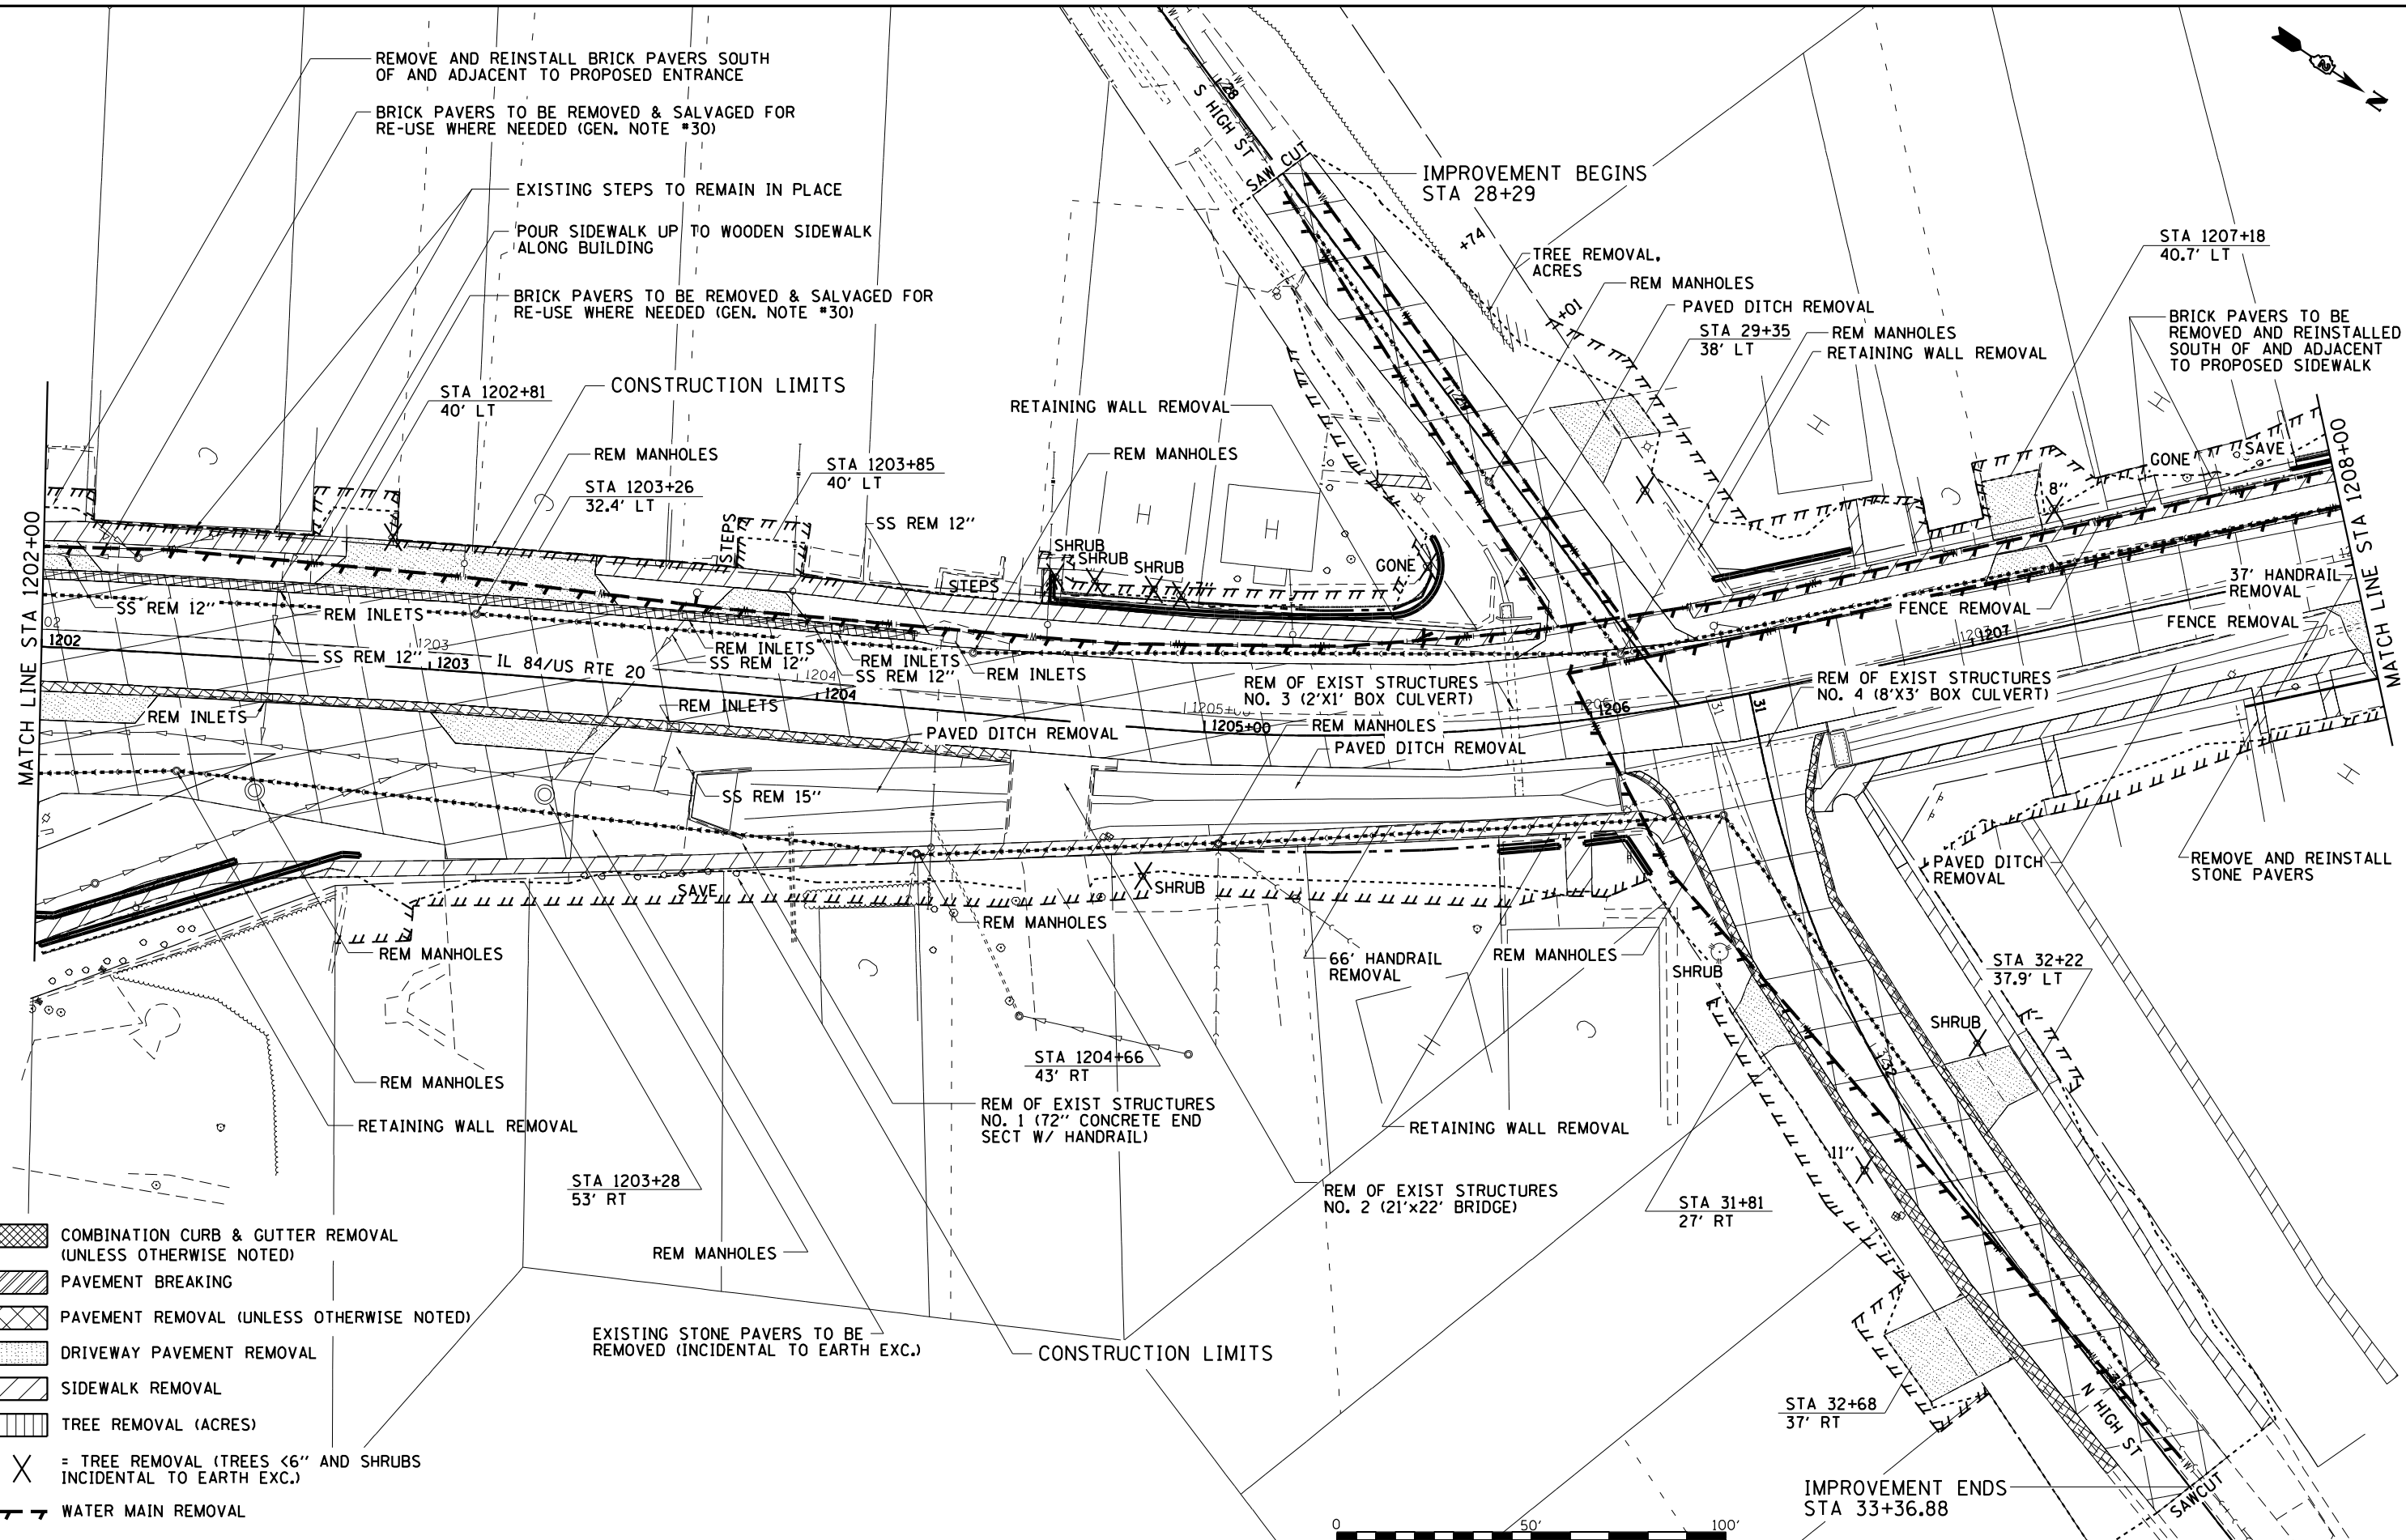 REMOVE AND REINSTALL BRICK PAVERS SOUTH
OF AND ADJACENT TO PROPOSED ENTRANCE
BRICK PAVERS TO BE REMOVED & SALVAGED FOR
RE-USE WHERE NEEDED (GEN. NOTE #30)
EXISTING STEPS TO REMAIN IN PLACE
POUR SIDEWALK UP TO WOODEN SIDEWALK
ALONG BUILDING
BRICK PAVERS TO BE REMOVED & SALVAGED FOR
RE-USE WHERE NEEDED (GEN. NOTE #30)
STA 1202+81
40' LT
CONSTRUCTION LIMITS
REM MANHOLES
STA 1203+26
32.4' LT
STA 1203+85
40' LT
SS REM 12"
STEPS
STEPS
RETAINING WALL REMOVAL
REM MANHOLES
SHRUB
SHRUB
SHRUB
7"
GONE
H
H
28
S HIGH ST
SAW CUT
IMPROVEMENT BEGINS
STA 28+29
+74
TREE REMOVAL,
ACRES
+01
REM MANHOLES
PAVED DITCH REMOVAL
STA 29+35
38' LT
REM MANHOLES
RETAINING WALL REMOVAL
29
H
STA 1207+18
40.7' LT
BRICK PAVERS TO BE
REMOVED AND REINSTALLED
SOUTH OF AND ADJACENT
TO PROPOSED SIDEWALK
H
GONE
SAVE
8"
N
MATCH LINE STA 1202+00
MATCH LINE STA 1208+00
SS REM 12"
REM INLETS
02
1202
SS REM 12"
1203
1203
IL 84/US RTE 20
REM INLETS
SS REM 12"
REM INLETS
SS REM 12"
REM INLETS
1204
1204
REM INLETS
REM INLETS
PAVED DITCH REMOVAL
SS REM 15"
REM OF EXIST STRUCTURES
NO. 3 (2'X1' BOX CULVERT)
1205+00
REM MANHOLES
PAVED DITCH REMOVAL
1206
1206
31
31
REM OF EXIST STRUCTURES
NO. 4 (8'X3' BOX CULVERT)
FENCE REMOVAL
1207
1207
37' HANDRAIL
REMOVAL
FENCE REMOVAL
H
REMOVE AND REINSTALL
STONE PAVERS
PAVED DITCH
REMOVAL
SAVE
SHRUB
REM MANHOLES
REM MANHOLES
66' HANDRAIL
REMOVAL
REM MANHOLES
SHRUB
STA 32+22
37.9' LT
SHRUB
32
H
REM MANHOLES
RETAINING WALL REMOVAL
STA 1204+66
43' RT
REM OF EXIST STRUCTURES
NO. 1 (72" CONCRETE END
SECT W/ HANDRAIL)
RETAINING WALL REMOVAL
11"
STA 1203+28
53' RT
REM OF EXIST STRUCTURES
NO. 2 (21'x22' BRIDGE)
STA 31+81
27' RT
REM MANHOLES
EXISTING STONE PAVERS TO BE
REMOVED (INCIDENTAL TO EARTH EXC.)
CONSTRUCTION LIMITS
STA 32+68
37' RT
33
N HIGH ST
IMPROVEMENT ENDS
STA 33+36.88
SAWCUT
COMBINATION CURB & GUTTER REMOVAL
(UNLESS OTHERWISE NOTED)
PAVEMENT BREAKING
PAVEMENT REMOVAL (UNLESS OTHERWISE NOTED)
DRIVEWAY PAVEMENT REMOVAL
SIDEWALK REMOVAL
TREE REMOVAL (ACRES)
= TREE REMOVAL (TREES <6" AND SHRUBS
INCIDENTAL TO EARTH EXC.)
WATER MAIN REMOVAL
0 50' 100'